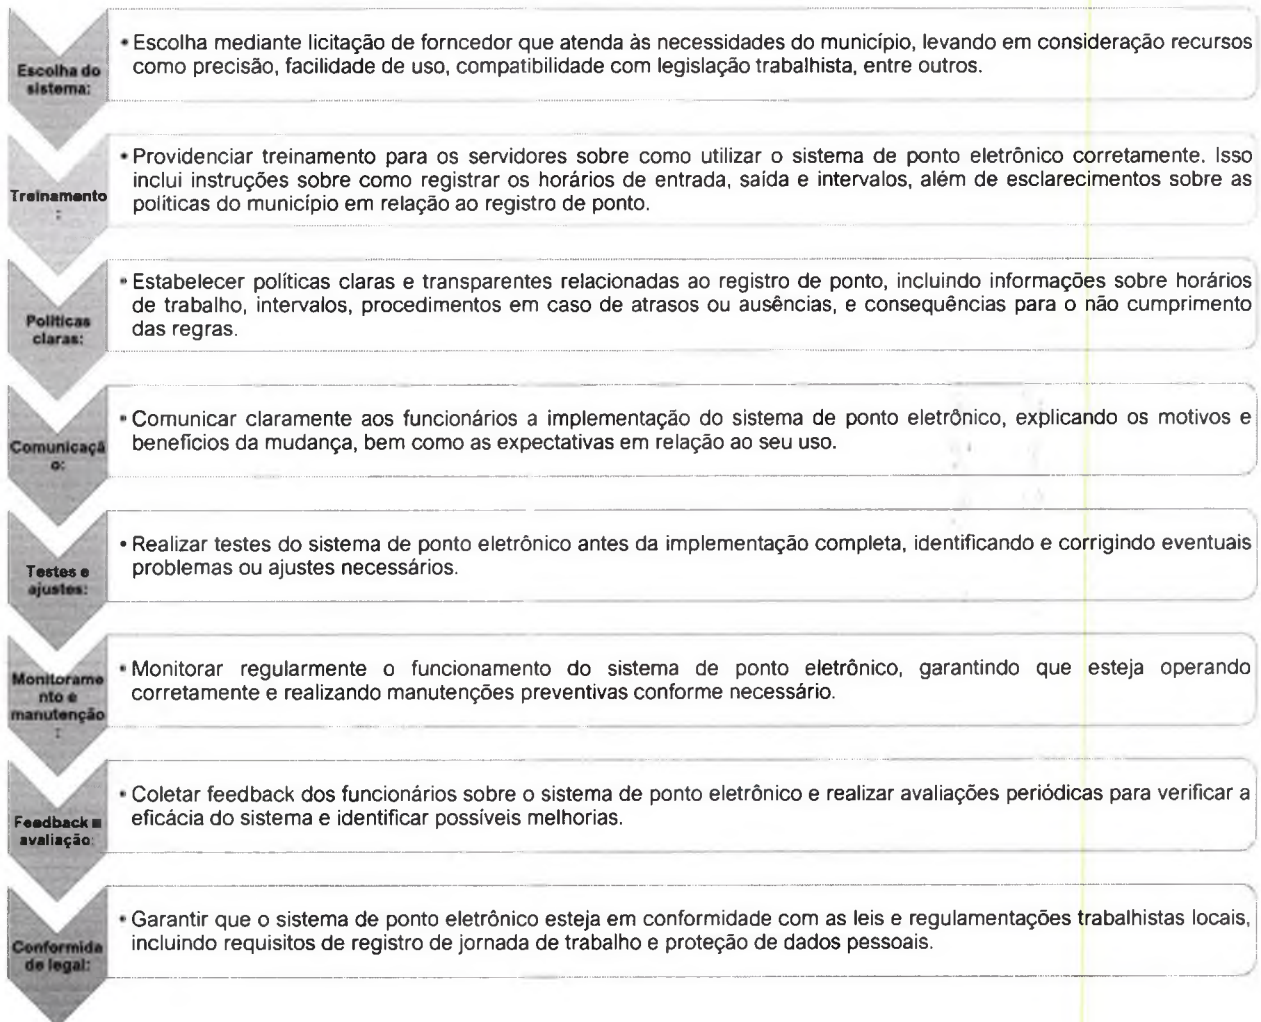 Escolha do
sistema:
• Escolha mediante licitação de forncedor que atenda às necessidades do município, levando em consideração recursos
como precisão, facilidade de uso, compatibilidade com legislação trabalhista, entre outros.
Treinamento
:
• Providenciar treinamento para os servidores sobre como utilizar o sistema de ponto eletrônico corretamente. Isso
inclui instruções sobre como registrar os horários de entrada, saída e intervalos, além de esclarecimentos sobre as
políticas do município em relação ao registro de ponto.
Políticas
claras:
• Estabelecer políticas claras e transparentes relacionadas ao registro de ponto, incluindo informações sobre horários
de trabalho, intervalos, procedimentos em caso de atrasos ou ausências, e consequências para o não cumprimento
das regras.
Comunicaçã
o:
• Comunicar claramente aos funcionários a implementação do sistema de ponto eletrônico, explicando os motivos e
benefícios da mudança, bem como as expectativas em relação ao seu uso.
Testes e
ajustes:
• Realizar testes do sistema de ponto eletrônico antes da implementação completa, identificando e corrigindo eventuais
problemas ou ajustes necessários.
Monitorame
nto e
manutenção
:
• Monitorar regularmente o funcionamento do sistema de ponto eletrônico, garantindo que esteja operando
corretamente e realizando manutenções preventivas conforme necessário.
Feedback e
avaliação:
• Coletar feedback dos funcionários sobre o sistema de ponto eletrônico e realizar avaliações periódicas para verificar a
eficácia do sistema e identificar possíveis melhorias.
Conformida
de legal:
• Garantir que o sistema de ponto eletrônico esteja em conformidade com as leis e regulamentações trabalhistas locais,
incluindo requisitos de registro de jornada de trabalho e proteção de dados pessoais.